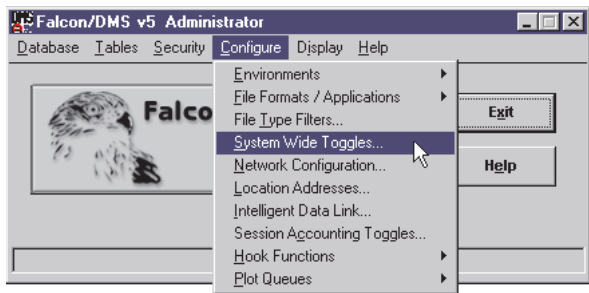 Falcon/DMS v5 Administrator
Database Tables Security Configure Display Help
Environments
File Formats / Applications
File Type Filters...
System Wide Toggles...
Network Configuration...
Location Addresses...
Intelligent Data Link...
Session Accounting Toggles...
Hook Functions
Plot Queues
Falco
Exit
Help